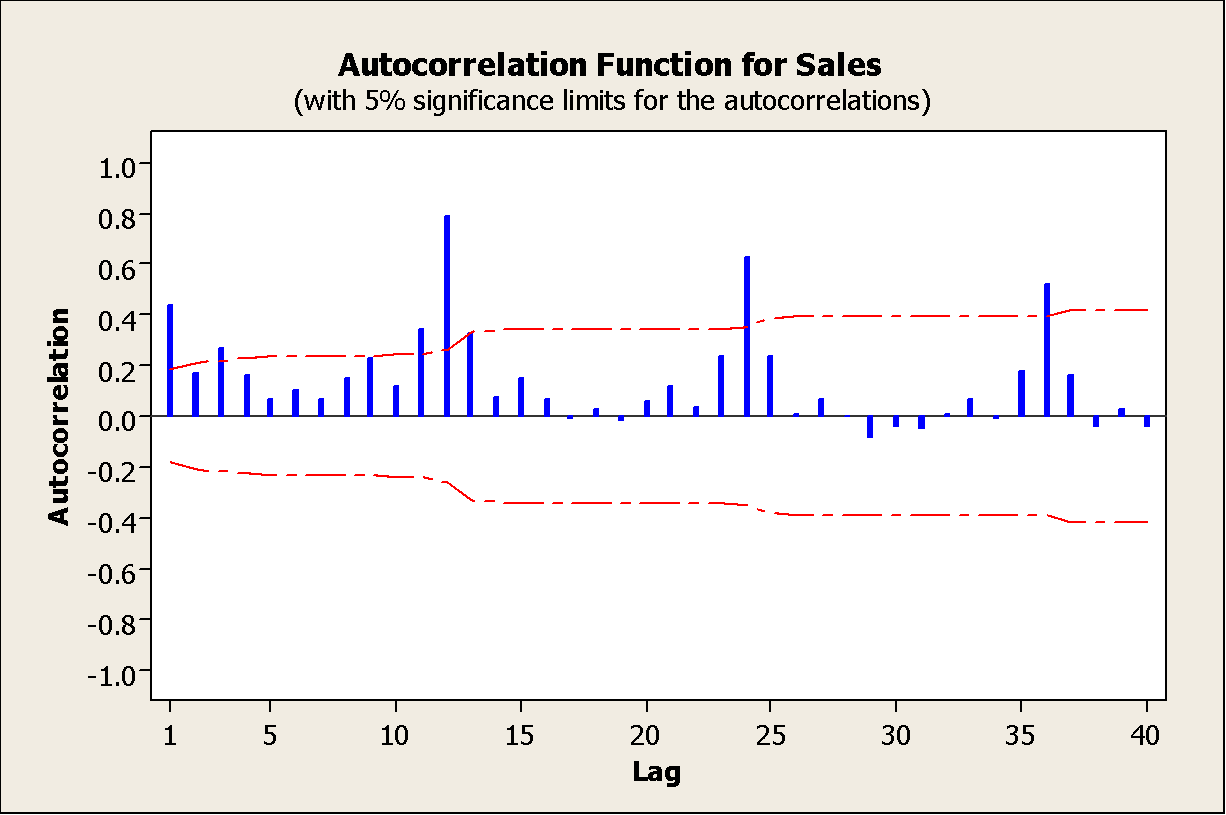 Autocorrelation Function for Sales
(with 5% significance limits for the autocorrelations)
Autocorrelation
1.0
0.8
0.6
0.4
0.2
0.0
-0.2
-0.4
-0.6
-0.8
-1.0
1 5 10 15 20 25 30 35 40
Lag